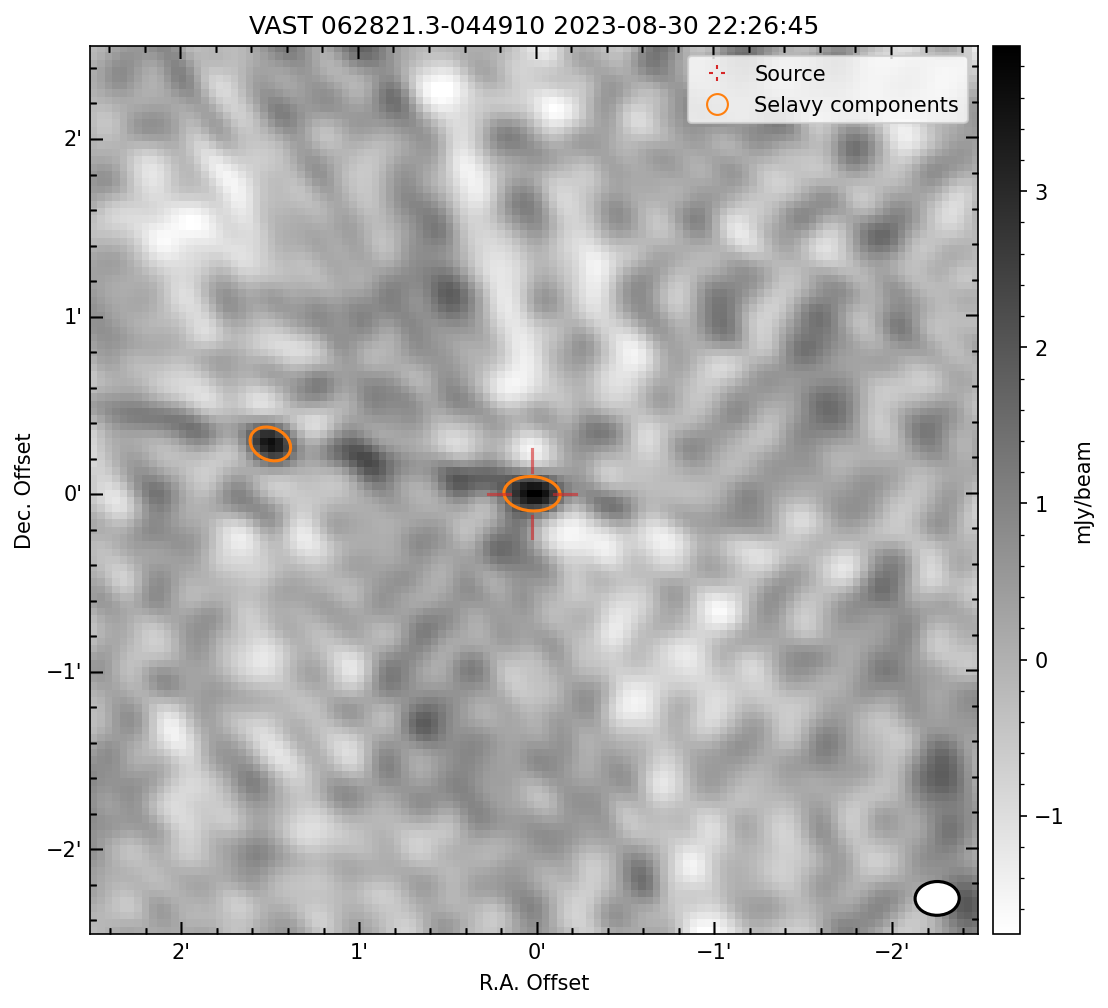 VAST 062821.3-044910 2023-08-30 22:26:45
Source
Selavy components
2'
1'
0'
−1'
−2'
Dec. Offset
2'
1'
0'
−1'
−2'
R.A. Offset
3
2
1
0
−1
mJy/beam